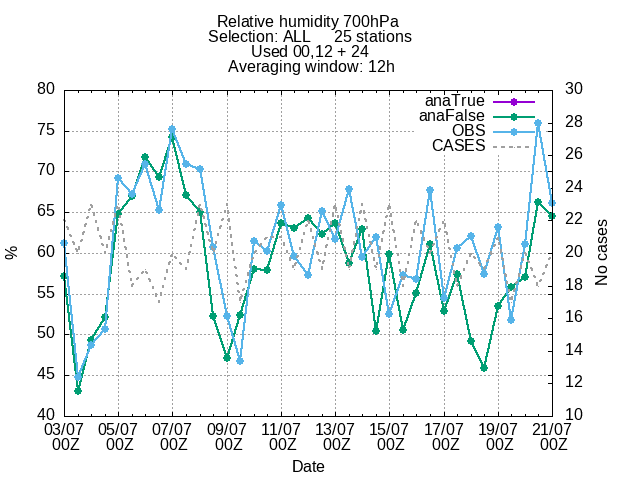 Relative humidity 700hPa
Selection: ALL 25 stations
Used 00,12 + 24
Averaging window: 12h
anaTrue
anaFalse
OBS
CASES
80
75
70
65
60
55
50
45
40
%
30
28
26
24
22
20
18
16
14
12
10
No cases
03/07 05/07 07/07 09/07 11/07 13/07 15/07 17/07 19/07 21/07
00Z 00Z 00Z 00Z 00Z 00Z 00Z 00Z 00Z 00Z
Date